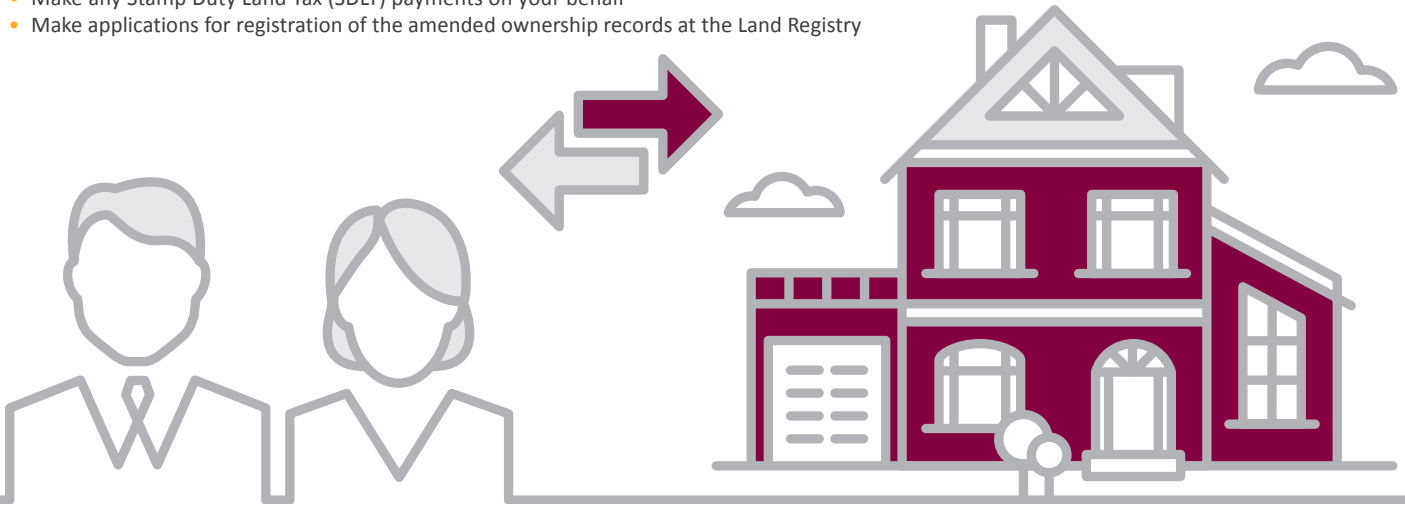 • Make any Stamp Duty Land Tax (SDLT) payments on your behalf
• Make applications for registration of the amended ownership records at the Land Registry